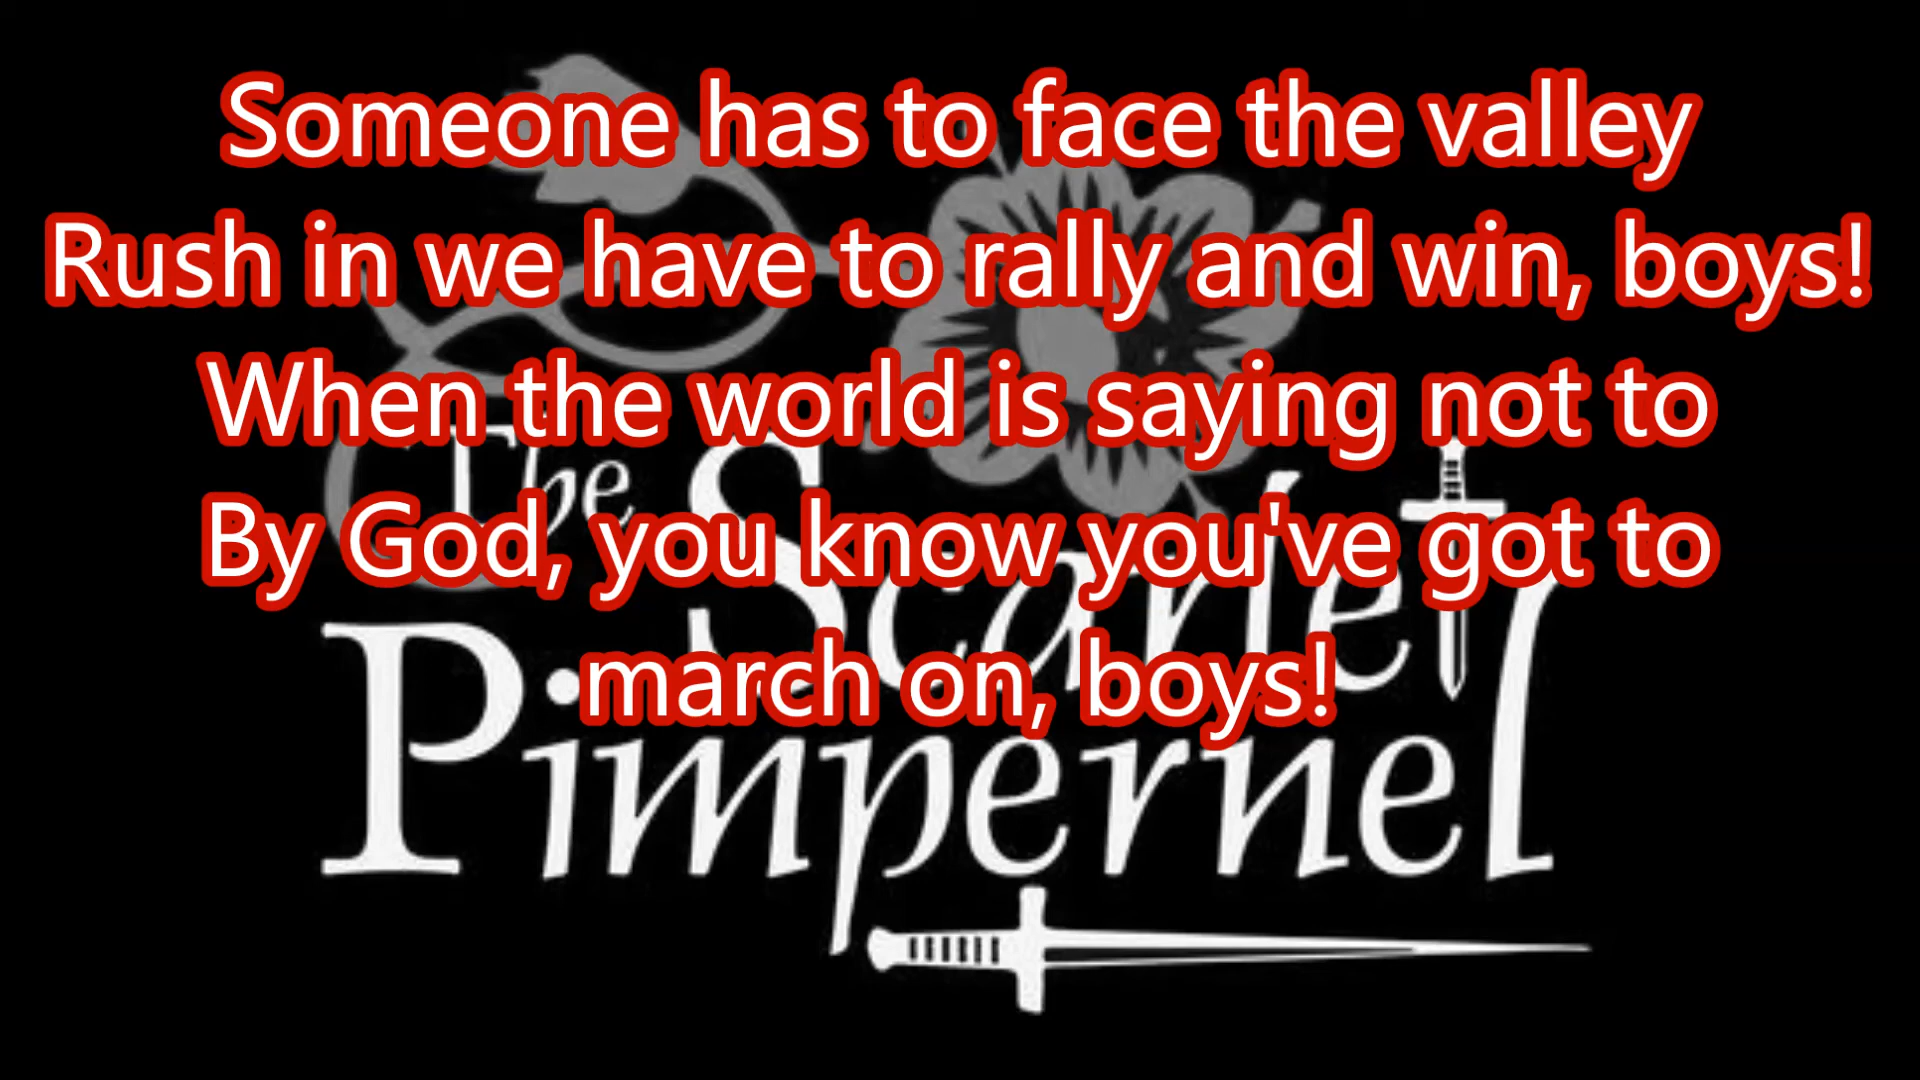 Someone has to face the valley
Rush in we have to rally and win, boys!
When the world is saying not to
By God, you know you've got to
march on, boys!
The Scarlet
Pimpernel